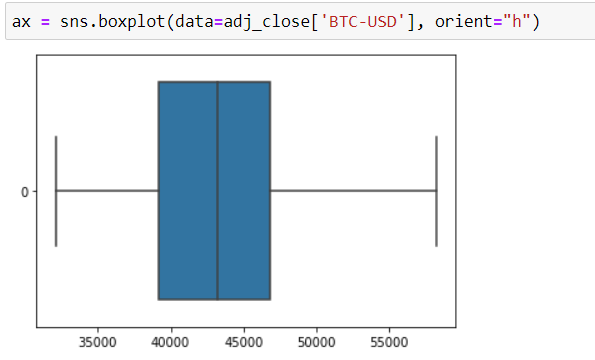 ax = sns.boxplot(data=adj_close['BTC-USD'], orient="h")
0
35000 40000 45000 50000 55000